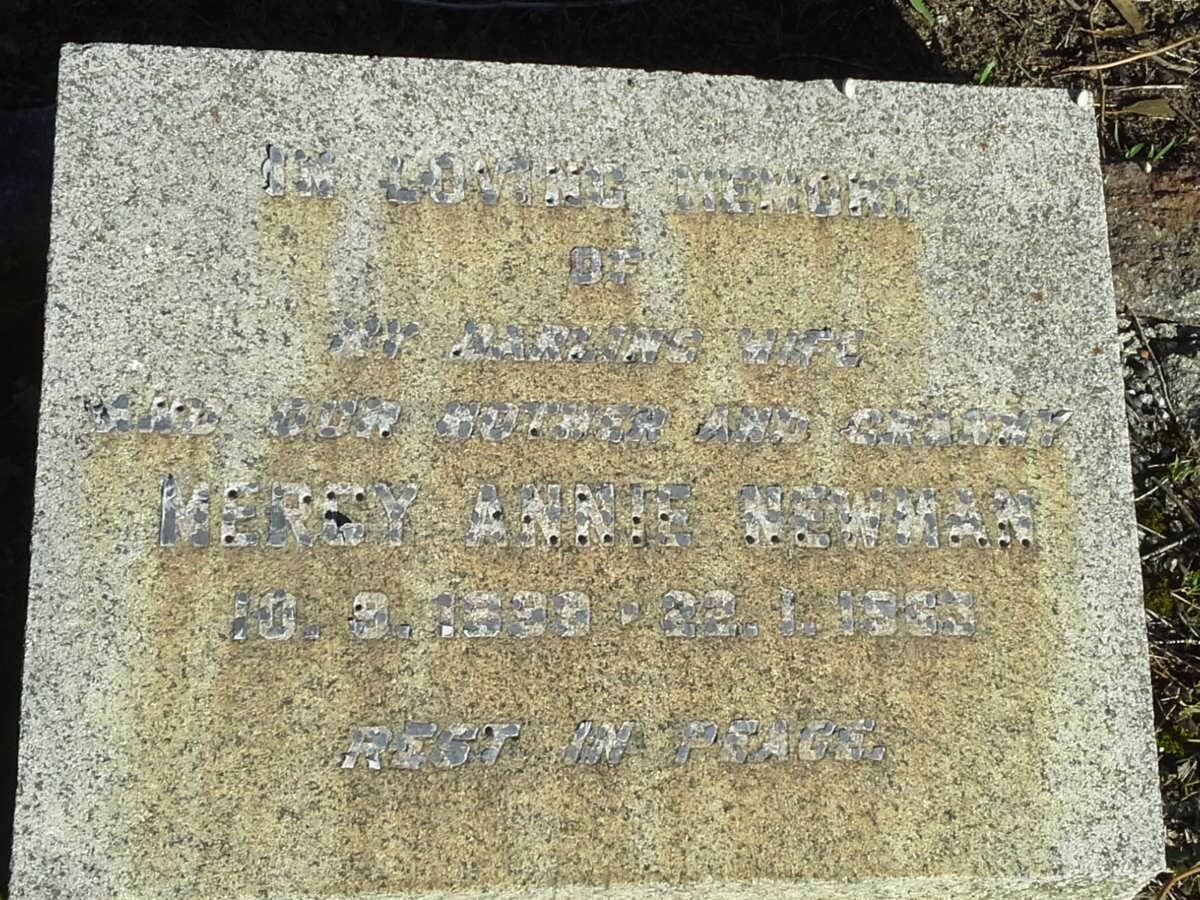 IN LOVING MEMORY
OF
MY DARLING WIFE
AND OUR MOTHER AND GRANNY
MERCY ANNIE NEWMAN
REST IN PEACE.